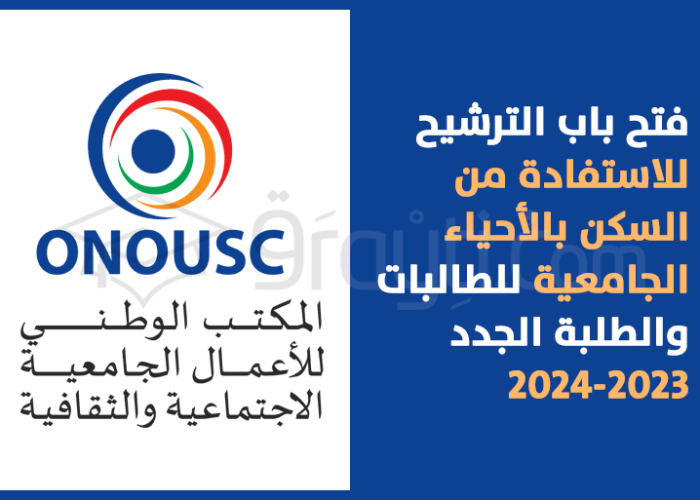 فتح باب الترشيح
للاستفادة من
السكن بالأحياء
الجامعية للطالبات
والطلبة الجدد
2024-2023
ONOUSC
المكتب الوطني
للأعمال الجامعية
الاجتماعية والثقافية